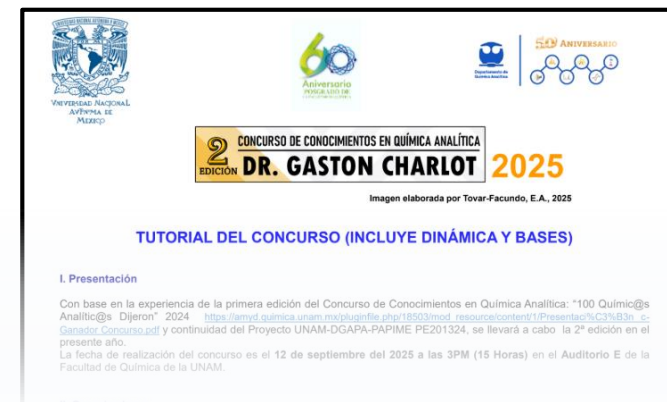 VNIVERSIDAD NACIONAL
AVTÓNOMA DE
MÉXICO
60
Aniversario
POSGRADO DE
Departamento de
Química Analítica
50 ANIVERSARIO
2
EDICIÓN
CONCURSO DE CONOCIMIENTOS EN QUÍMICA ANALÍTICA
DR. GASTON CHARLOT
2025
Imagen elaborada por Tovar-Facundo, E.A., 2025
TUTORIAL DEL CONCURSO (INCLUYE DINÁMICA Y BASES)
I. Presentación
Con base en la experiencia de la primera edición del Concurso de Conocimientos en Química Analítica: “100 Químic@s
Analític@s Dijeron” 2024 https://amyd.quimica.unam.mx/pluginfile.php/18503/mod_resource/content/1/Presentaci%C3%B3n_c-
Ganador_Concurso.pdf y continuidad del Proyecto UNAM-DGAPA-PAPIME PE201324, se llevará a cabo la 2ª edición en el
presente año.
La fecha de realización del concurso es el 12 de septiembre del 2025 a las 3PM (15 Horas) en el Auditorio E de la
Facultad de Química de la UNAM.